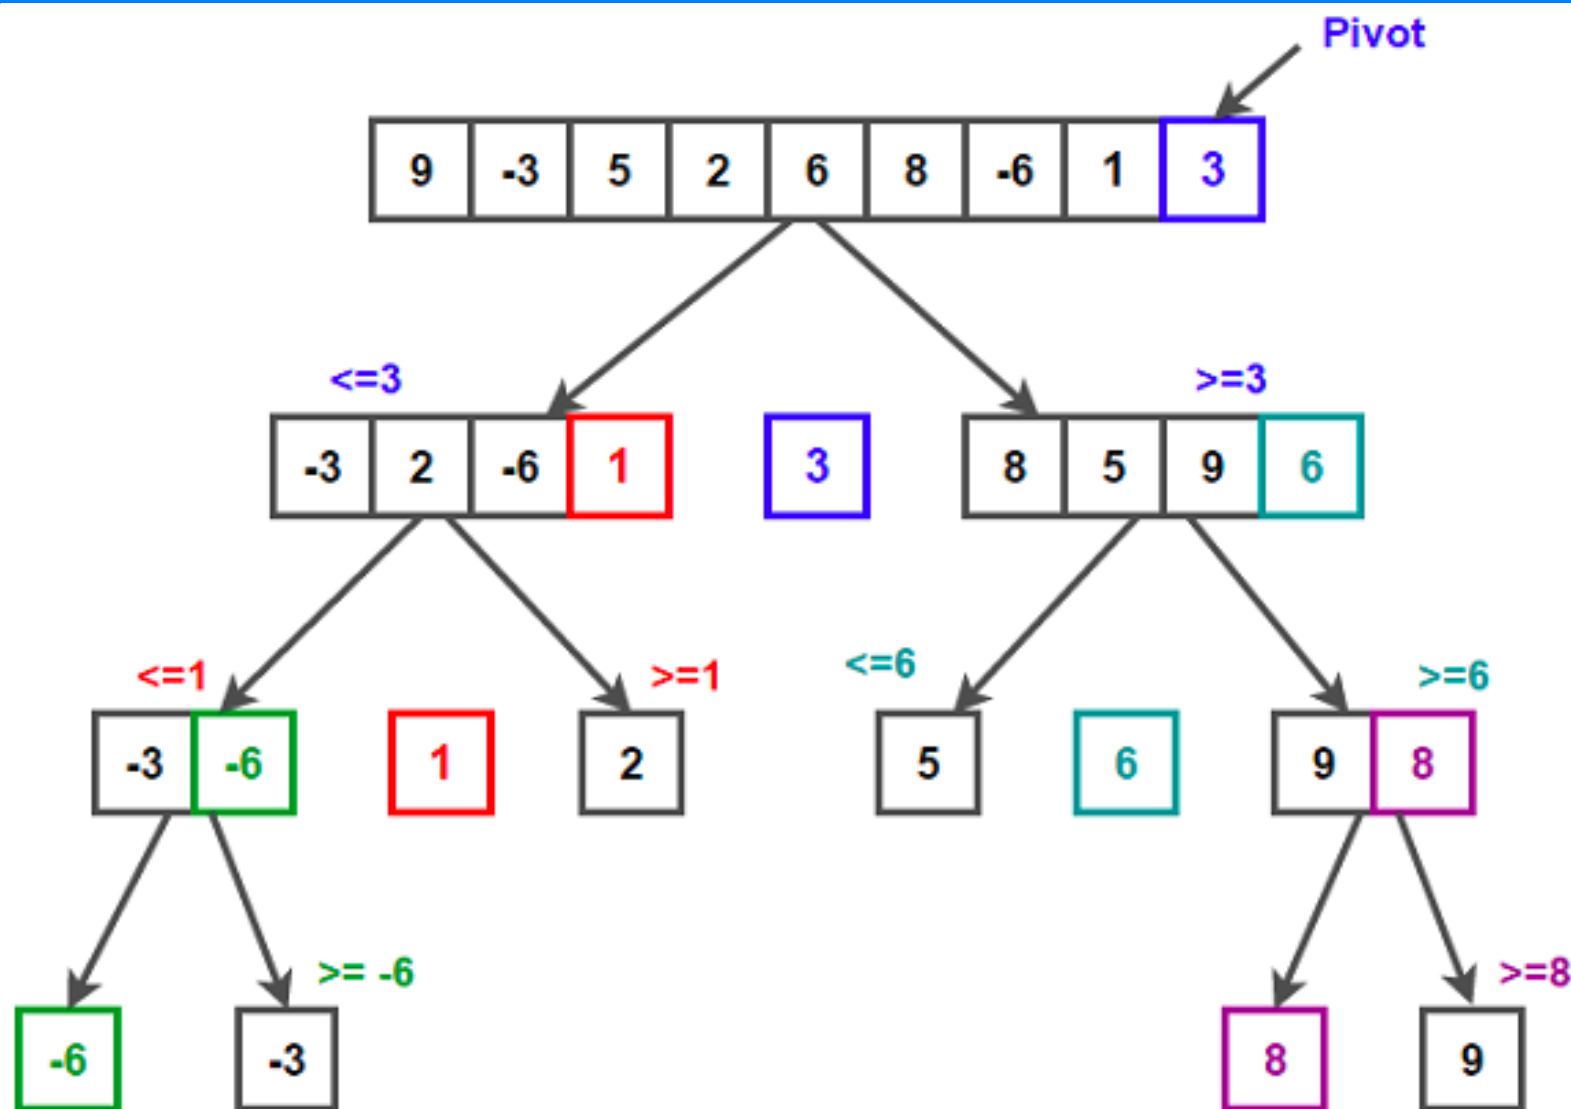 Pivot
9 -3 5 2 6 8 -6 1 3
<=3 >=3
-3 2 -6 1 3 8 5 9 6
<=1 >=1 <=6 >=6
-3 -6 1 2 5 6 9 8
>= -6 >=8
-6 -3 8 9